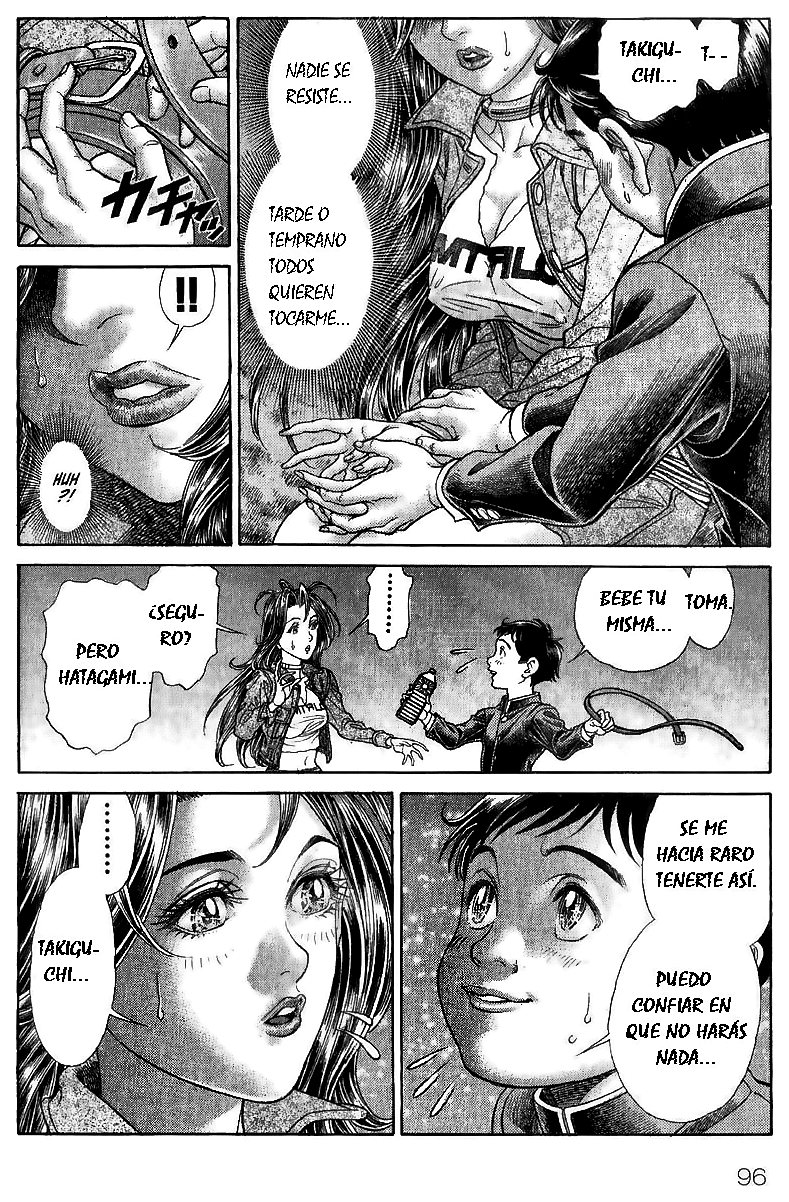 T--
TAKIGU-
CHI...
NADIE SE
RESISTE...
TARDE O
TEMPRANO
TODOS
QUIEREN
TOCARME...
MTRLO
カチャッ
!!
HUH
?!
TOMA.
BEBE TU
MISMA...
......
¿SEGU-
RO?
PERO
HATAGAMI...
MTRLO
SE ME
HACIA RARO
TENERTE ASÍ.
PUEDO
CONFIAR EN
QUE NO HARÁS
NADA...
......
TAKIGU-
CHI...
96